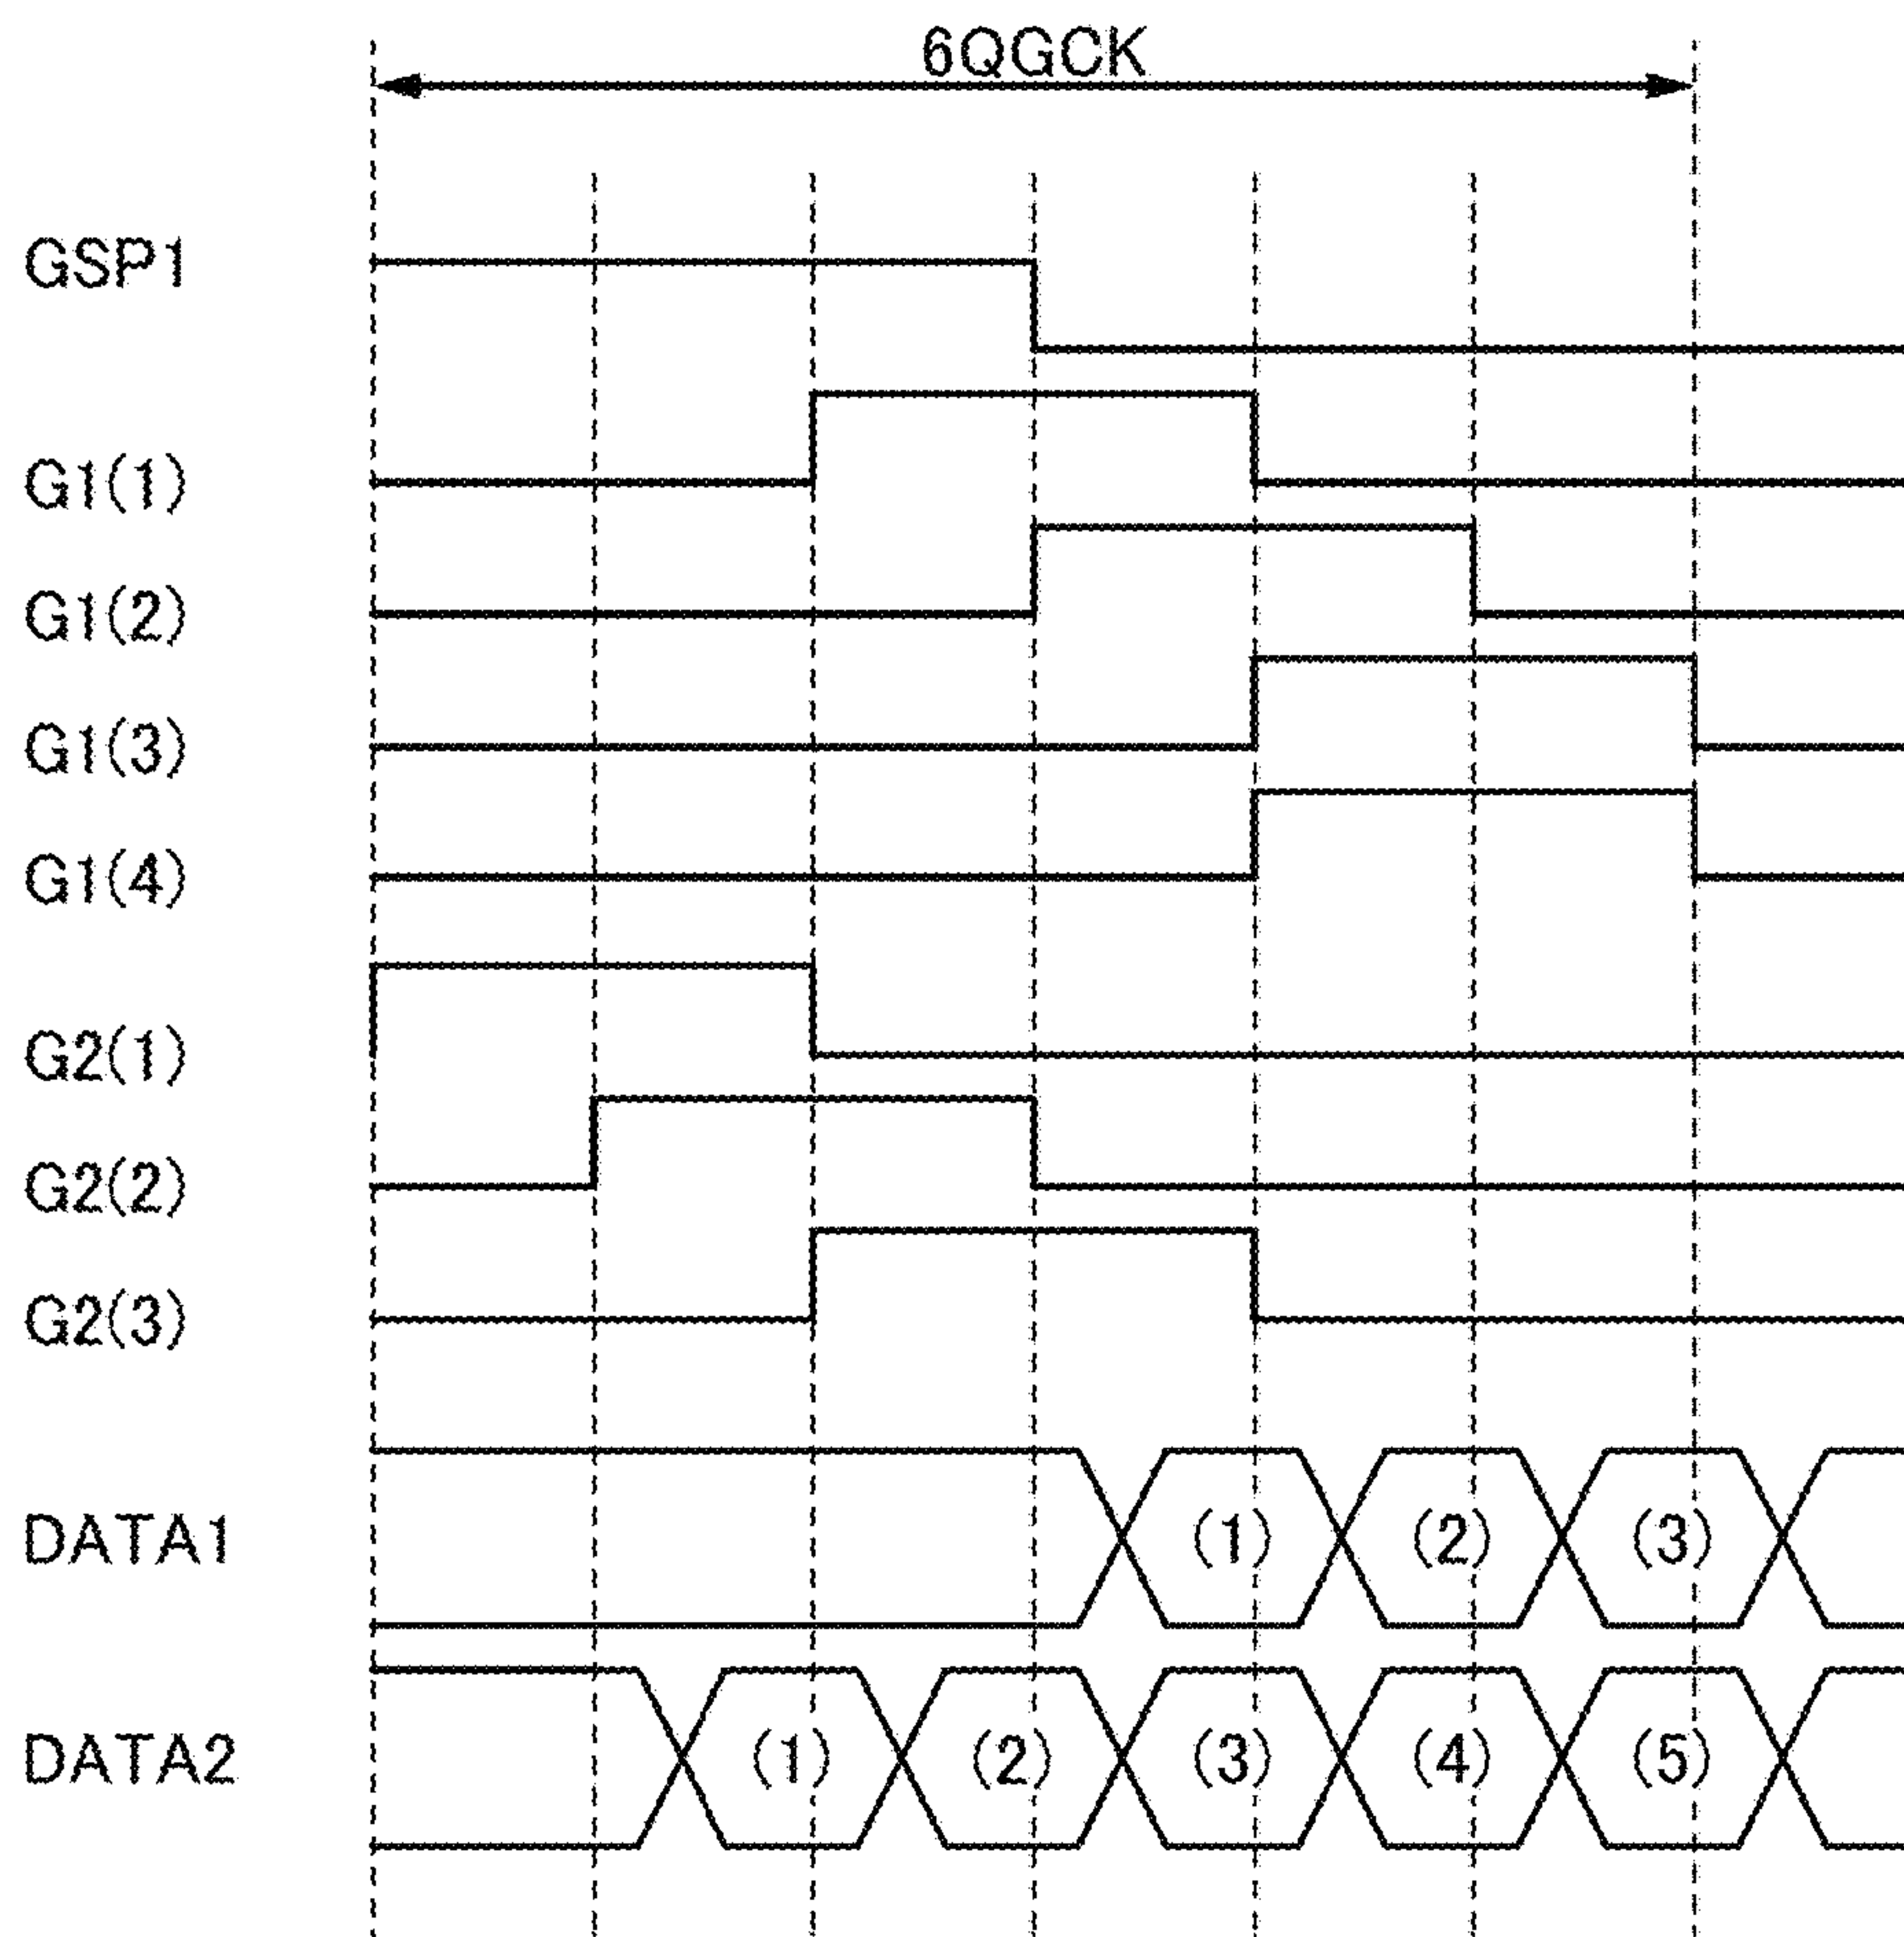 6QGCK
GSP1
G1(1)
G1(2)
G1(3)
G1(4)
G2(1)
G2(2)
G2(3)
DATA1 (1) (2) (3)
DATA2 (1) (2) (3) (4) (5)